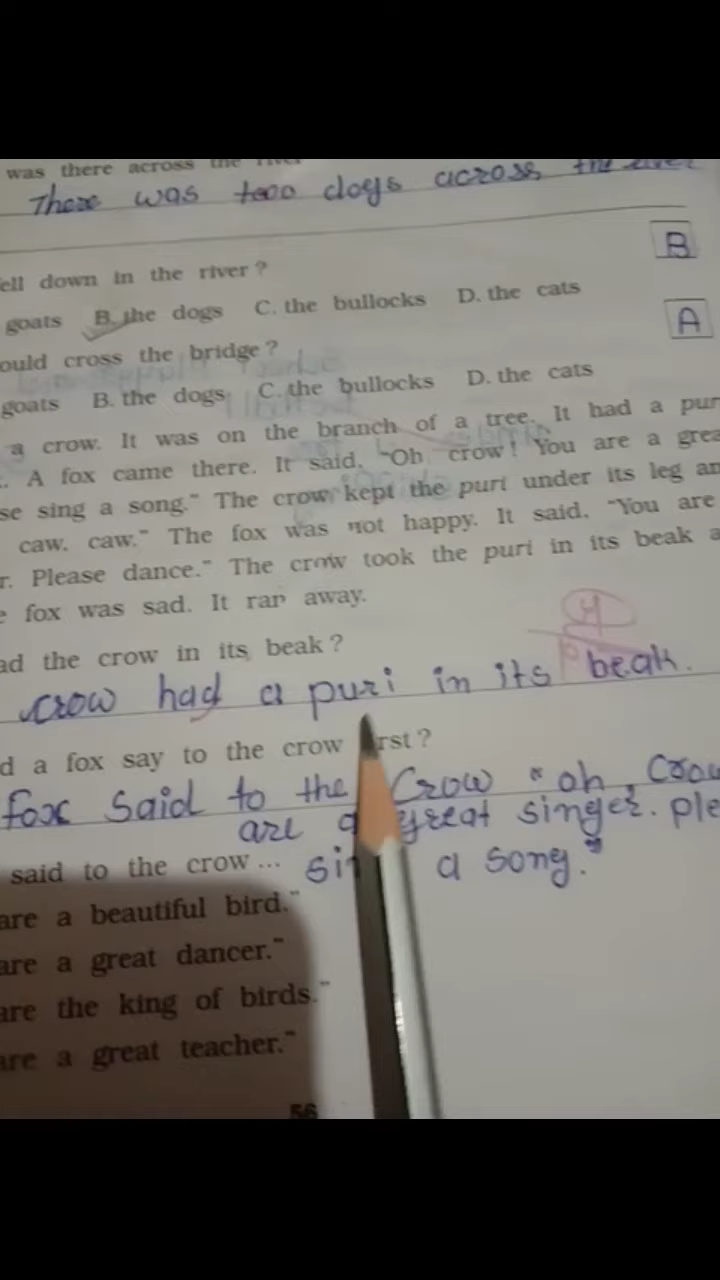 was there across the river
There was two dogs across the river
ell down in the river ?
B
goats B. the dogs C. the bullocks D. the cats
ould cross the bridge ?
A
goats B. the dogs C. the bullocks D. the cats
a crow. It was on the branch of a tree. It had a pur
. A fox came there. It said, "Oh crow! You are a grea
se sing a song." The crow kept the puri under its leg an
caw, caw." The fox was not happy. It said, "You are
r. Please dance." The crow took the puri in its beak a
e fox was sad. It ran away.
ad the crow in its beak ?
crow had a puri in its beak.
d a fox say to the crow first ?
fox said to the Crow "oh, Crow
are a great singer. ple
said to the crow ... sing a song."
are a beautiful bird."
are a great dancer."
are the king of birds."
are a great teacher."
56